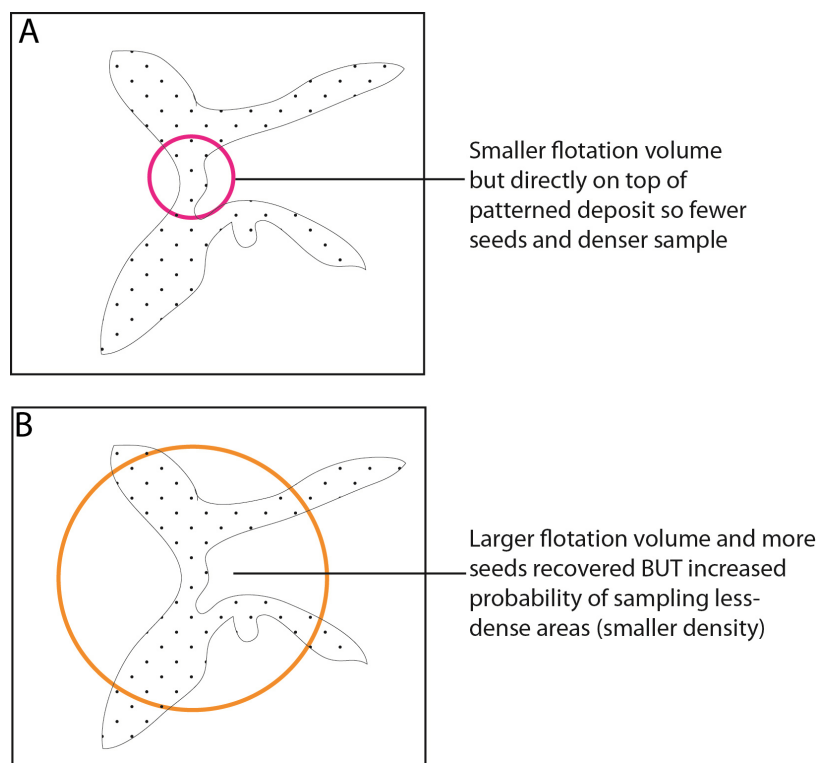 A
Smaller flotation volume
but directly on top of
patterned deposit so fewer
seeds and denser sample
B
Larger flotation volume and more
seeds recovered BUT increased
probability of sampling less-
dense areas (smaller density)